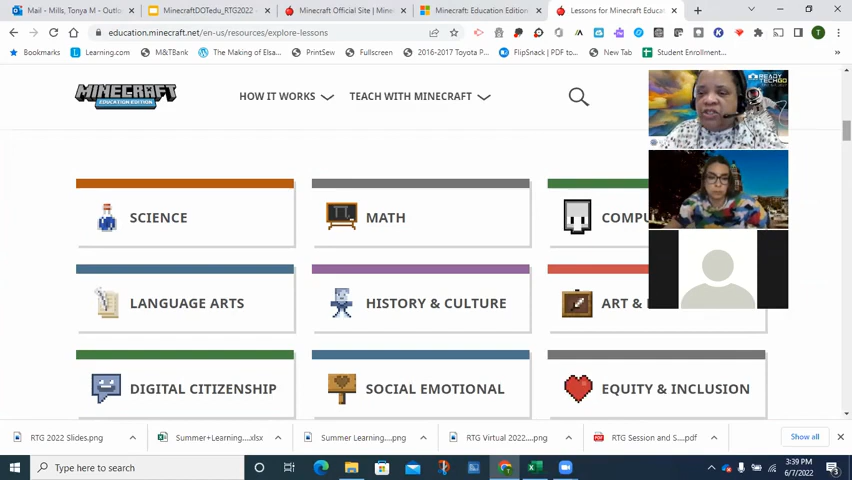 Mail - Mills, Tonya M - Outlo
MinecraftDOTedu_RTG2022
Minecraft Official Site | Mine
Minecraft: Education Edition
Lessons for Minecraft Educa
education.minecraft.net/en-us/resources/explore-lessons
Bookmarks
Learning.com
M&TBank
The Making of Elsa...
PrintSew
Fullscreen
2016-2017 Toyota P...
FlipSnack | PDF to...
New Tab
Student Enrollment...
MINECRAFT
EDUCATION EDITION
HOW IT WORKS
TEACH WITH MINECRAFT
READY
TECH GO
SCIENCE
MATH
COMPU
LANGUAGE ARTS
HISTORY & CULTURE
ART &
DIGITAL CITIZENSHIP
SOCIAL EMOTIONAL
EQUITY & INCLUSION
RTG 2022 Slides.png
Summer+Learning....xlsx
Summer Learning....png
RTG Virtual 2022....png
RTG Session and S....pdf
Show all
Type here to search
3:39 PM
6/7/2022